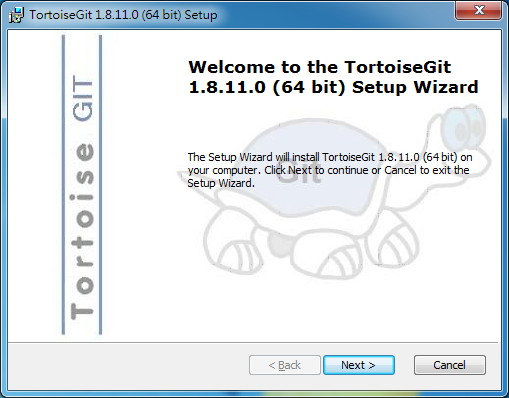 TortoiseGit 1.8.11.0 (64 bit) Setup
Tortoise GIT
Welcome to the TortoiseGit
1.8.11.0 (64 bit) Setup Wizard
The Setup Wizard will install TortoiseGit 1.8.11.0 (64 bit) on
your computer. Click Next to continue or Cancel to exit the
Setup Wizard.
Git
< Back
Next >
Cancel